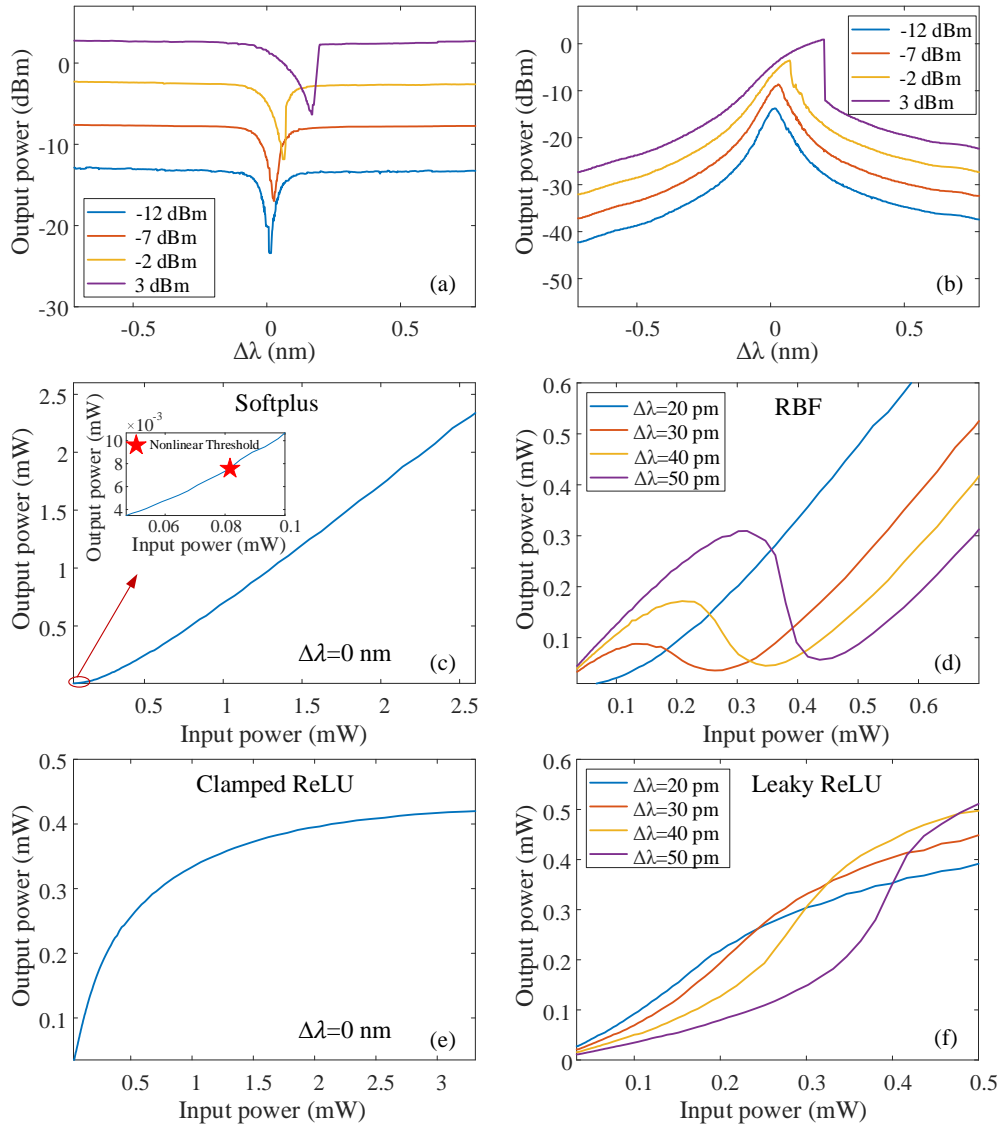 Output power (dBm)
0
-10
-20
-30
-12 dBm
-7 dBm
-2 dBm
3 dBm
(a)
-0.5
0
0.5
Δλ (nm)
Output power (dBm)
0
-10
-20
-30
-40
-50
-12 dBm
-7 dBm
-2 dBm
3 dBm
(b)
-0.5
0
0.5
Δλ (nm)
Output power (mW)
2.5
2
1.5
1
0.5
Softplus
Output power (mW)
×10⁻³
10
8
6
4
Nonlinear Threshold
0.06
0.08
0.1
Input power (mW)
Δλ=0 nm
(c)
0.5
1
1.5
2
2.5
Input power (mW)
Output power (mW)
0.6
0.5
0.4
0.3
0.2
0.1
Δλ=20 pm
Δλ=30 pm
Δλ=40 pm
Δλ=50 pm
RBF
(d)
0.1
0.2
0.3
0.4
0.5
0.6
Input power (mW)
Output power (mW)
0.5
0.4
0.3
0.2
0.1
Clamped ReLU
Δλ=0 nm
(e)
0.5
1
1.5
2
2.5
3
Input power (mW)
Output power (mW)
0.6
0.5
0.4
0.3
0.2
0.1
0
Δλ=20 pm
Δλ=30 pm
Δλ=40 pm
Δλ=50 pm
Leaky ReLU
(f)
0.1
0.2
0.3
0.4
0.5
Input power (mW)